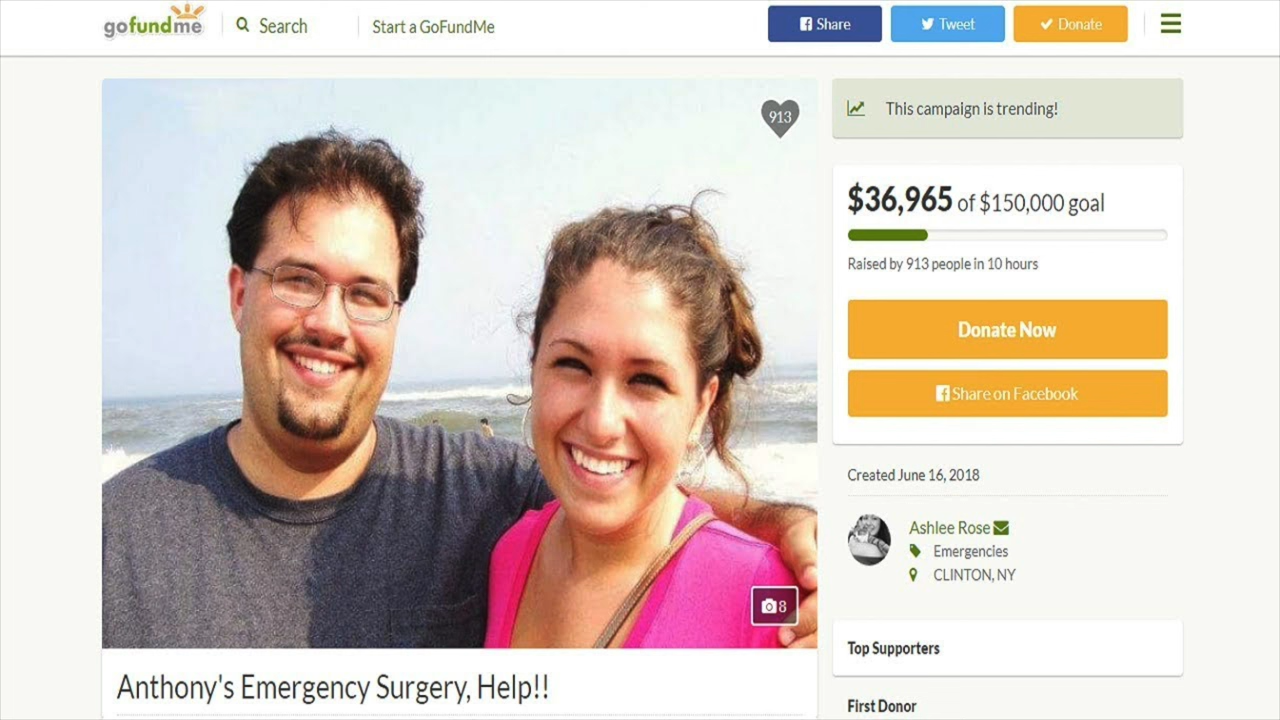 gofundme
Search
Start a GoFundMe
Share
Tweet
Donate
913
This campaign is trending!
$36,965 of $150,000 goal
Raised by 913 people in 10 hours
Donate Now
Share on Facebook
Created June 16, 2018
Ashlee Rose
Emergencies
CLINTON, NY
8
Anthony's Emergency Surgery, Help!!
Top Supporters
First Donor